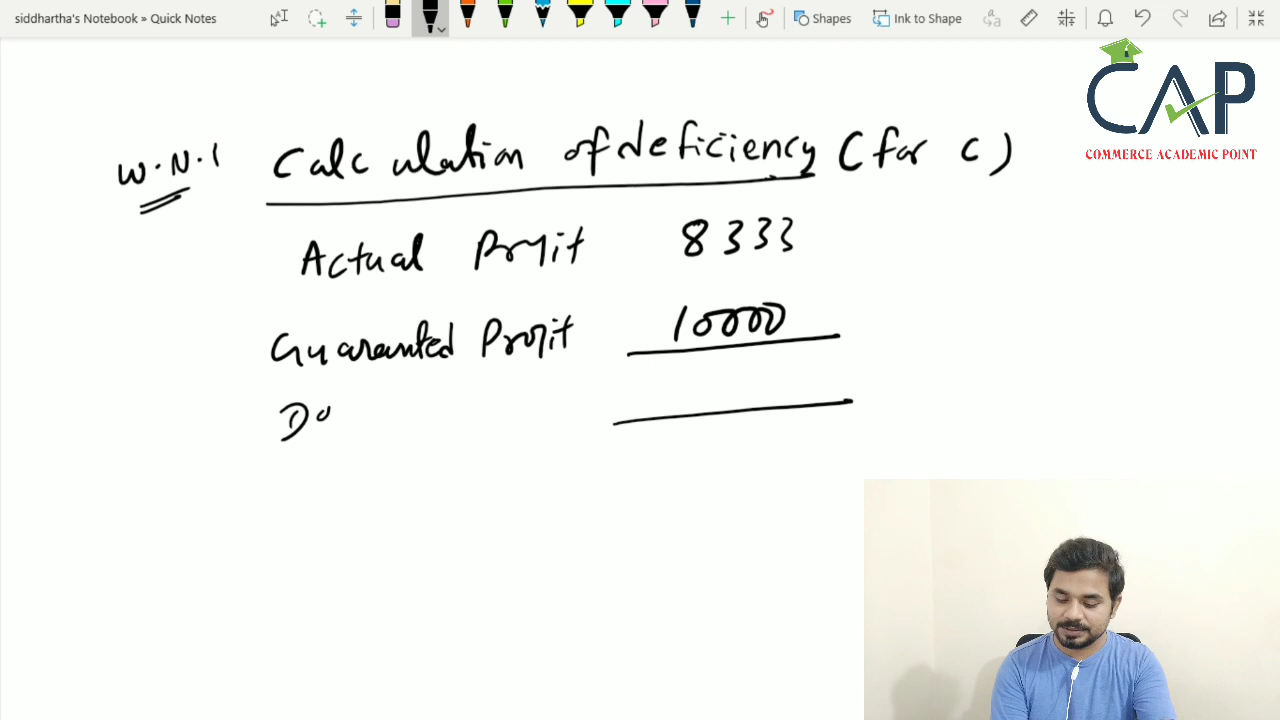 siddhartha's Notebook » Quick Notes
Shapes
Ink to Shape
CAP
COMMERCE ACADEMIC POINT
W.N.1 Calculation of deficiency (for C)
Actual Profit 8333
Guaranted Profit 10000
De